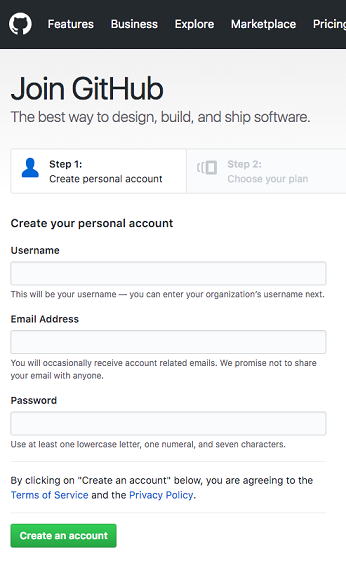 Features Business Explore Marketplace Pricing
Join GitHub
The best way to design, build, and ship software.
Step 1:
Create personal account
Step 2:
Choose your plan
Create your personal account
Username
This will be your username — you can enter your organization's username next.
Email Address
You will occasionally receive account related emails. We promise not to share
your email with anyone.
Password
Use at least one lowercase letter, one numeral, and seven characters.
By clicking on "Create an account" below, you are agreeing to the
Terms of Service and the Privacy Policy.
Create an account